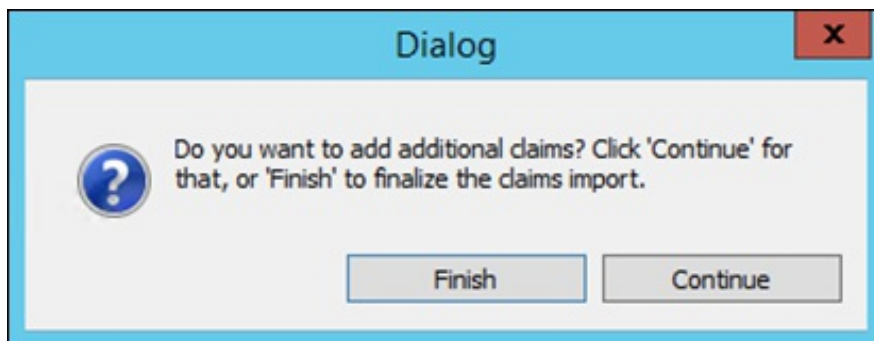 Dialog
x
Do you want to add additional claims? Click 'Continue' for
that, or 'Finish' to finalize the claims import.
Finish
Continue